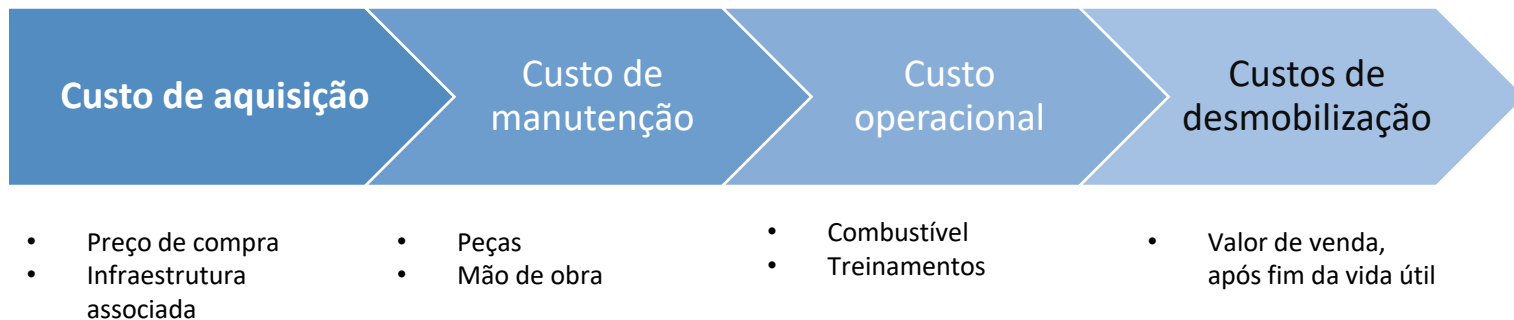 Custo de aquisição
Custo de
manutenção
Custo
operacional
Custos de
desmobilização
• Preço de compra
• Infraestrutura
associada
• Peças
• Mão de obra
• Combustível
• Treinamentos
• Valor de venda,
após fim da vida útil